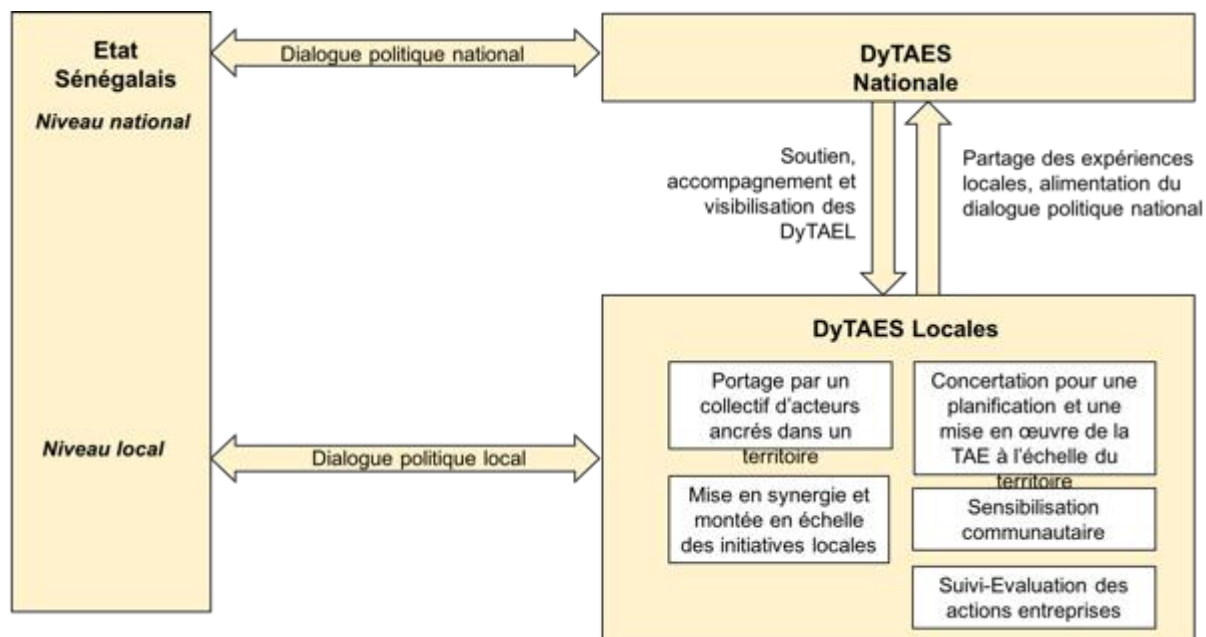 Etat
Sénégalais
Niveau national
Dialogue politique national
DyTAES
Nationale
Soutien,
accompagnement et
visibilisation des
DyTAEL
Partage des expériences
locales, alimentation du
dialogue politique national
Niveau local
Dialogue politique local
DyTAES Locales
Portage par un
collectif d'acteurs
ancrés dans un
territoire
Concertation pour une
planification et une
mise en œuvre de la
TAE à l'échelle du
territoire
Mise en synergie et
montée en échelle
des initiatives locales
Sensibilisation
communautaire
Suivi-Evaluation des
actions entreprises